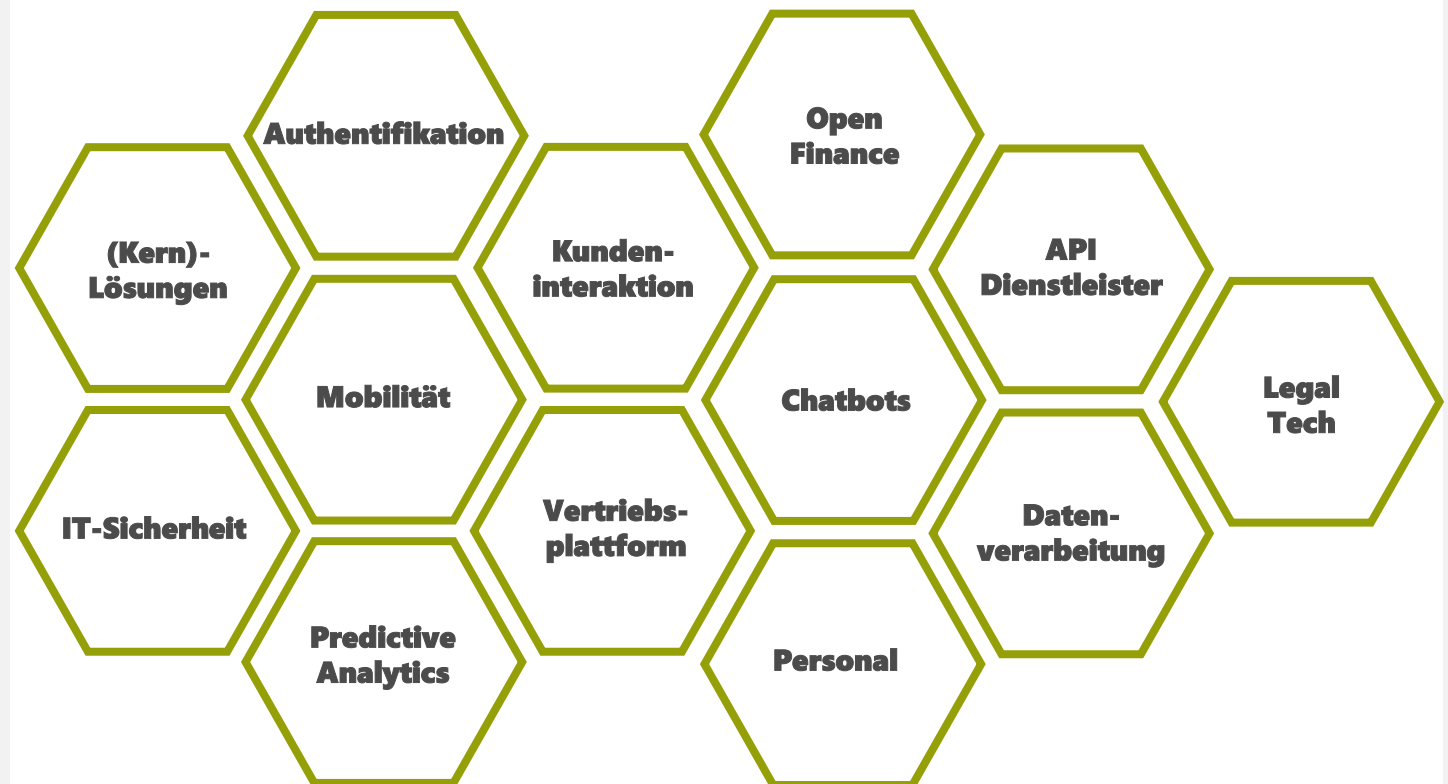 Authentifikation
Open
Finance
(Kern)-
Lösungen
Kunden-
interaktion
API
Dienstleister
Mobilität
Chatbots
Legal
Tech
IT-Sicherheit
Vertriebs-
plattform
Daten-
verarbeitung
Predictive
Analytics
Personal